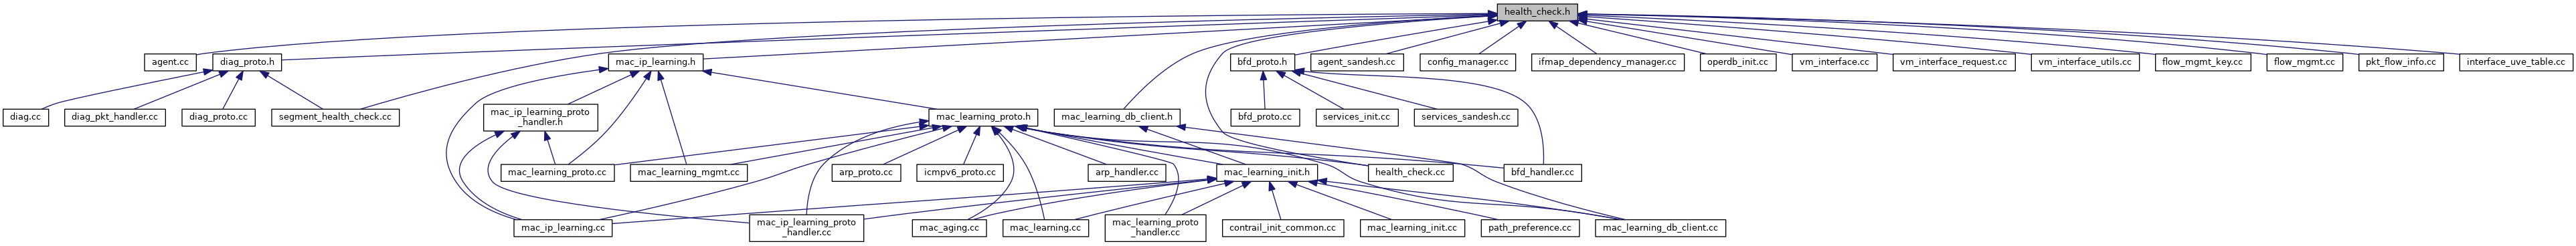 health_check.h
agent.cc
diag_proto.h
mac_ip_learning.h
bfd_proto.h
agent_sandesh.cc
config_manager.cc
ifmap_dependency_manager.cc
operdb_init.cc
vm_interface.cc
vm_interface_request.cc
vm_interface_utils.cc
flow_mgmt_key.cc
flow_mgmt.cc
pkt_flow_info.cc
interface_uve_table.cc
diag.cc
diag_pkt_handler.cc
diag_proto.cc
segment_health_check.cc
mac_ip_learning_proto
_handler.h
mac_learning_proto.h
mac_learning_db_client.h
bfd_proto.cc
services_init.cc
services_sandesh.cc
mac_learning_proto.cc
mac_learning_mgmt.cc
arp_proto.cc
icmpv6_proto.cc
arp_handler.cc
mac_learning_init.h
health_check.cc
bfd_handler.cc
mac_ip_learning.cc
mac_ip_learning_proto
_handler.cc
mac_aging.cc
mac_learning.cc
mac_learning_proto
_handler.cc
contrail_init_common.cc
mac_learning_init.cc
path_preference.cc
mac_learning_db_client.cc